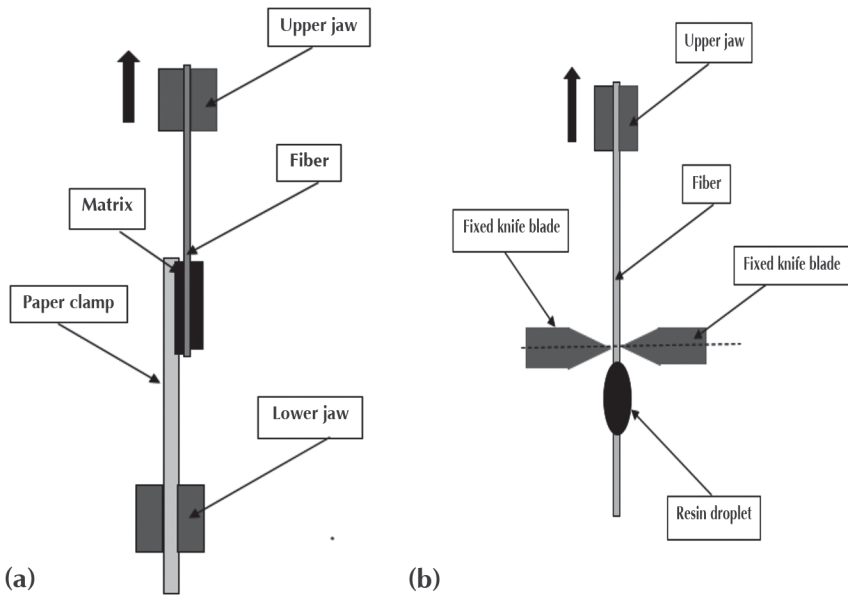 Upper jaw
Fiber
Matrix
Paper clamp
Lower jaw
(a)
Upper jaw
Fiber
Fixed knife blade
Fixed knife blade
Resin droplet
(b)